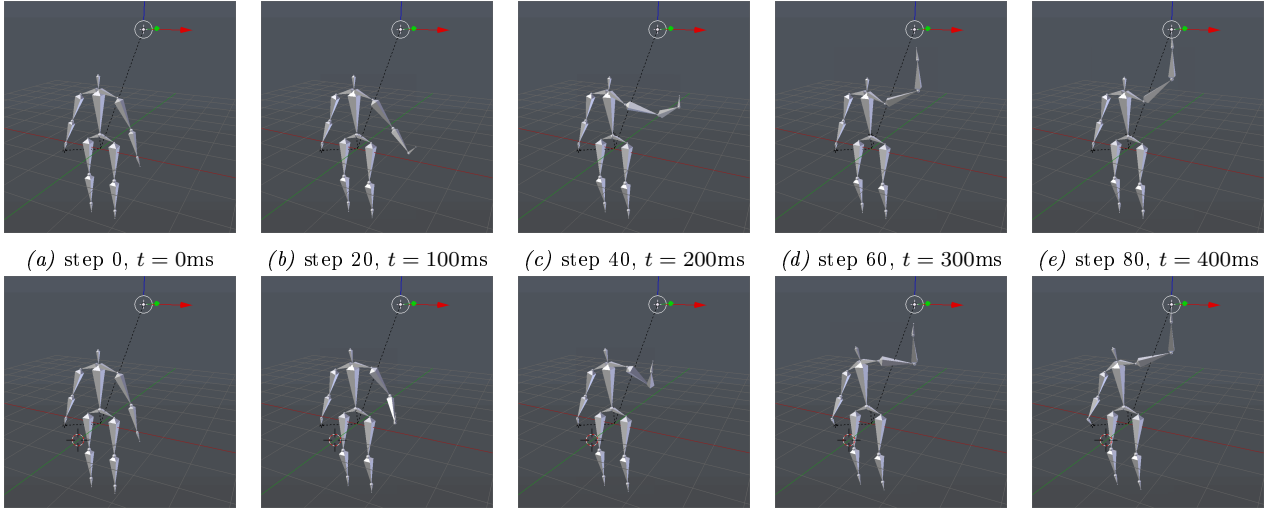 (a) step 0, t = 0ms (b) step 20, t = 100ms (c) step 40, t = 200ms (d) step 60, t = 300ms (e) step 80, t = 400ms